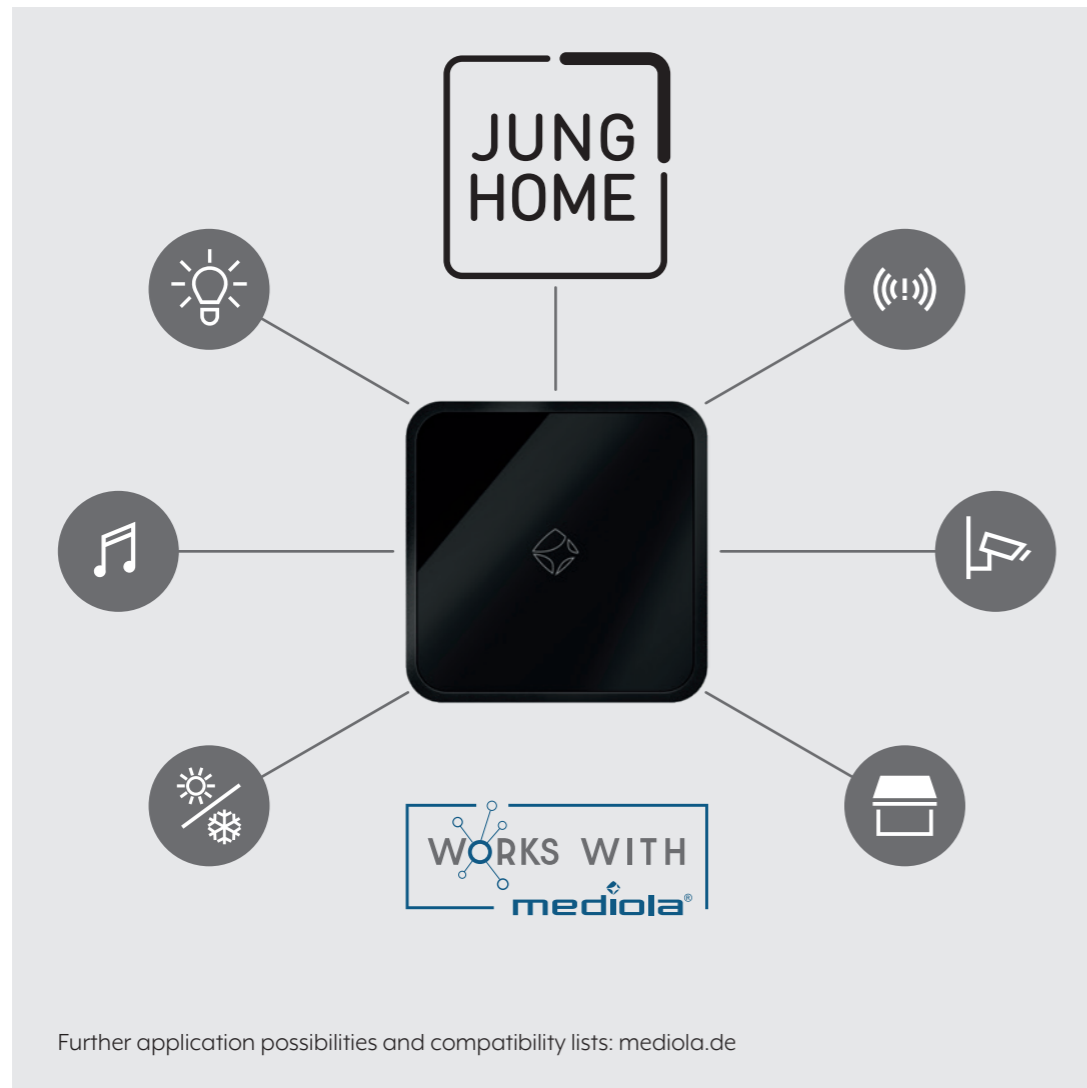 JUNG
HOME
WORKS WITH
mediola®
Further application possibilities and compatibility lists: mediola.de